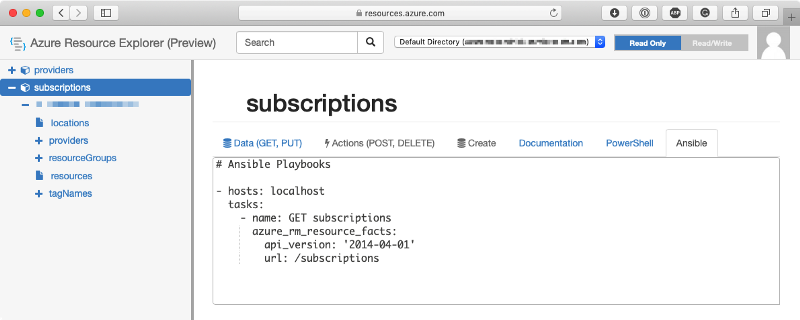 resources.azure.com
ABP
Azure Resource Explorer (Preview)
Search
Default Directory (
Read Only
Read/Write
providers
subscriptions
locations
providers
resourceGroups
resources
tagNames
subscriptions
Data (GET, PUT)
Actions (POST, DELETE)
Create
Documentation
PowerShell
Ansible
# Ansible Playbooks
- hosts: localhost
tasks:
- name: GET subscriptions
azure_rm_resource_facts:
api_version: '2014-04-01'
url: /subscriptions